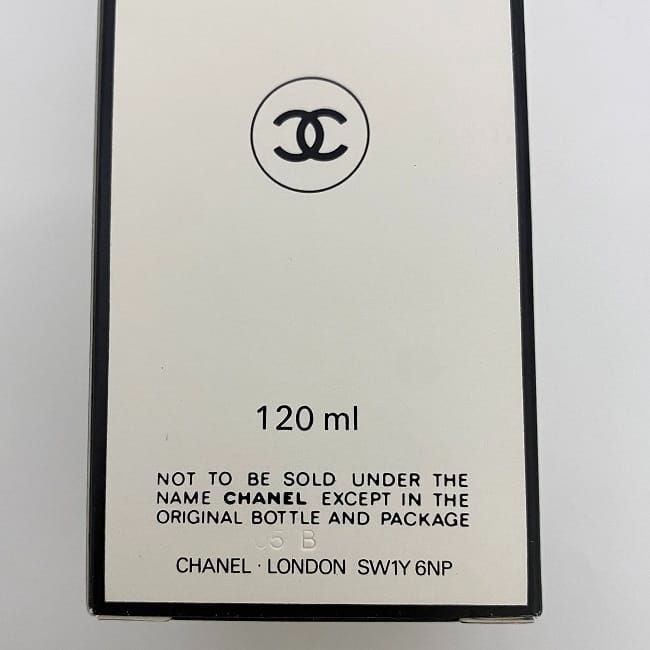 120 ml
NOT TO BE SOLD UNDER THE
NAME CHANEL EXCEPT IN THE
ORIGINAL BOTTLE AND PACKAGE
5 B
CHANEL · LONDON SW1Y 6NP